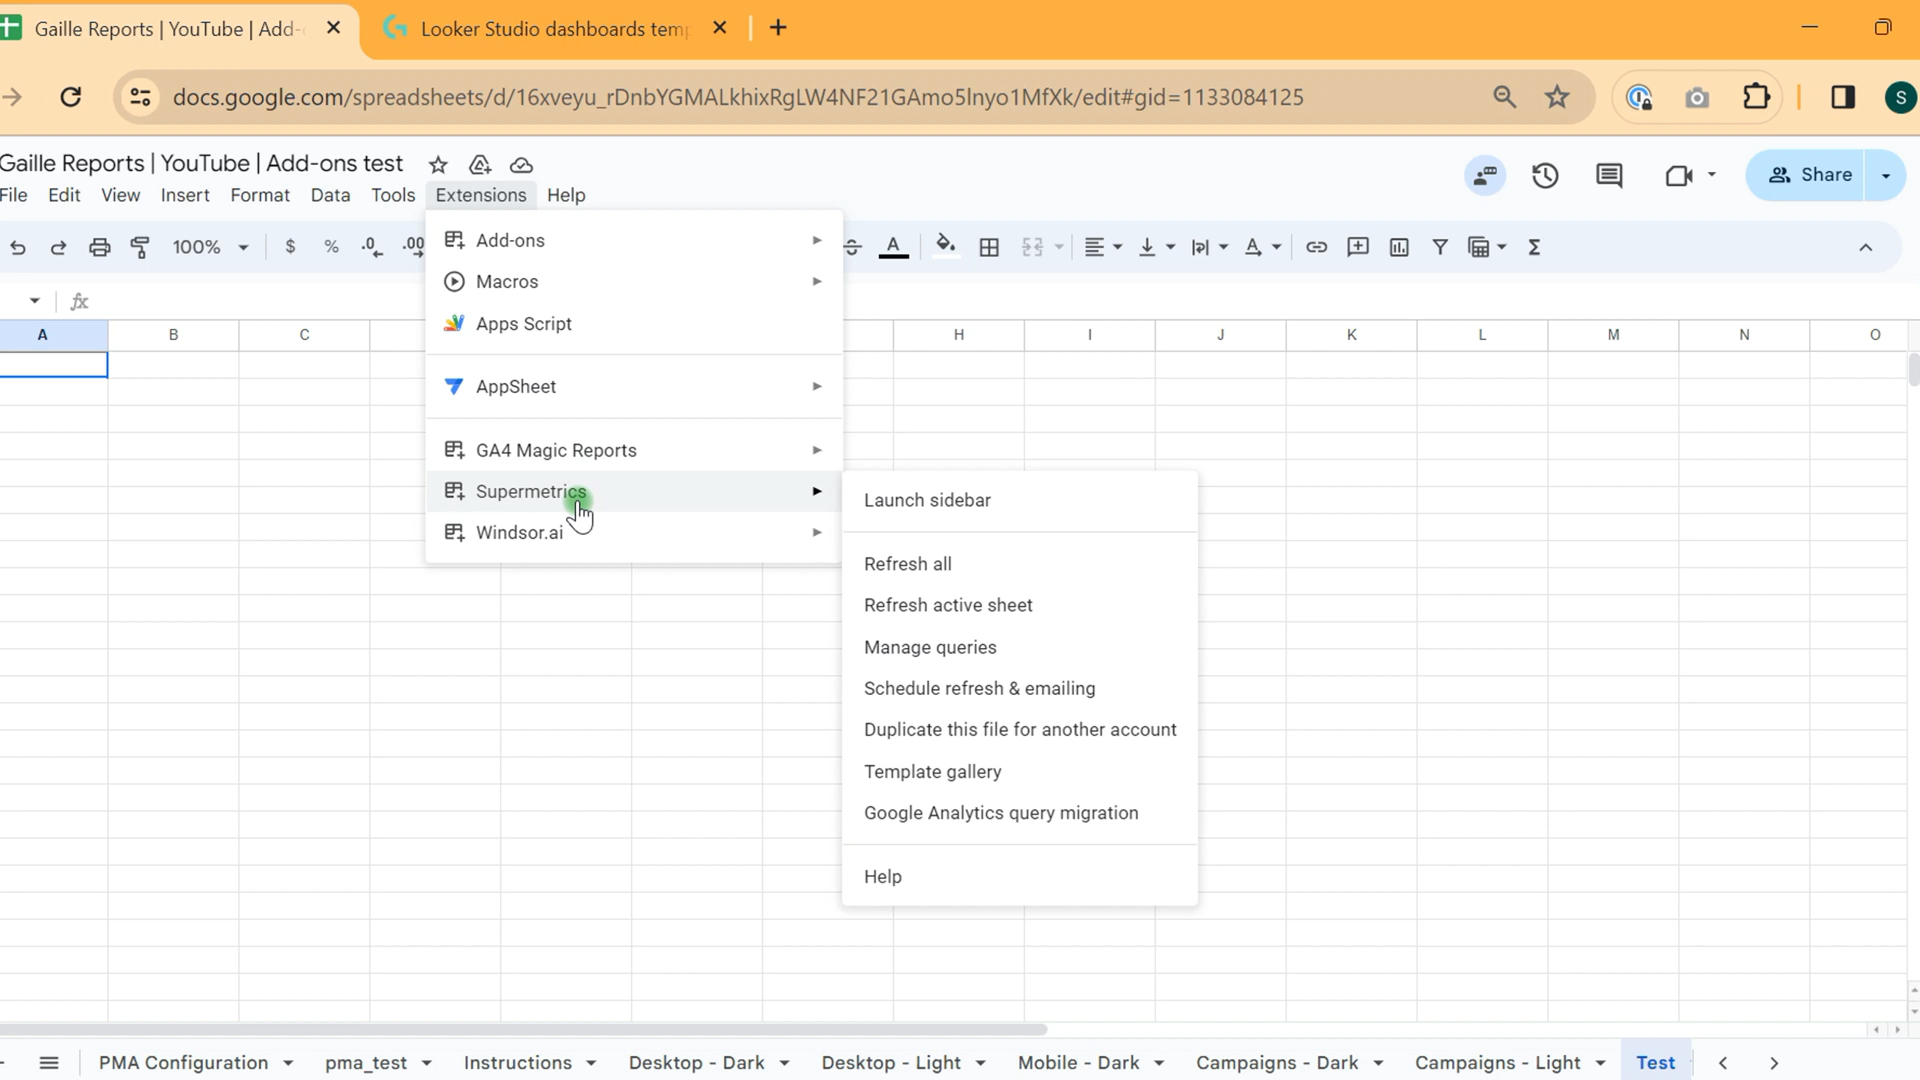 Gaille Reports | YouTube | Add-
Looker Studio dashboards temp
docs.google.com/spreadsheets/d/16xveyu_rDnbYGMALkhixRgLW4NF21GAmo5lnyo1MfXk/edit#gid=1133084125
S
Gaille Reports | YouTube | Add-ons test
File Edit View Insert Format Data Tools Extensions Help
Share
100% $ % .0 .00 A A Σ
fx
A B C H I J K L M N O
Add-ons
Macros
Apps Script
AppSheet
GA4 Magic Reports
Supermetrics
Windsor.ai
Launch sidebar
Refresh all
Refresh active sheet
Manage queries
Schedule refresh & emailing
Duplicate this file for another account
Template gallery
Google Analytics query migration
Help
PMA Configuration pma_test Instructions Desktop - Dark Desktop - Light Mobile - Dark Campaigns - Dark Campaigns - Light Test